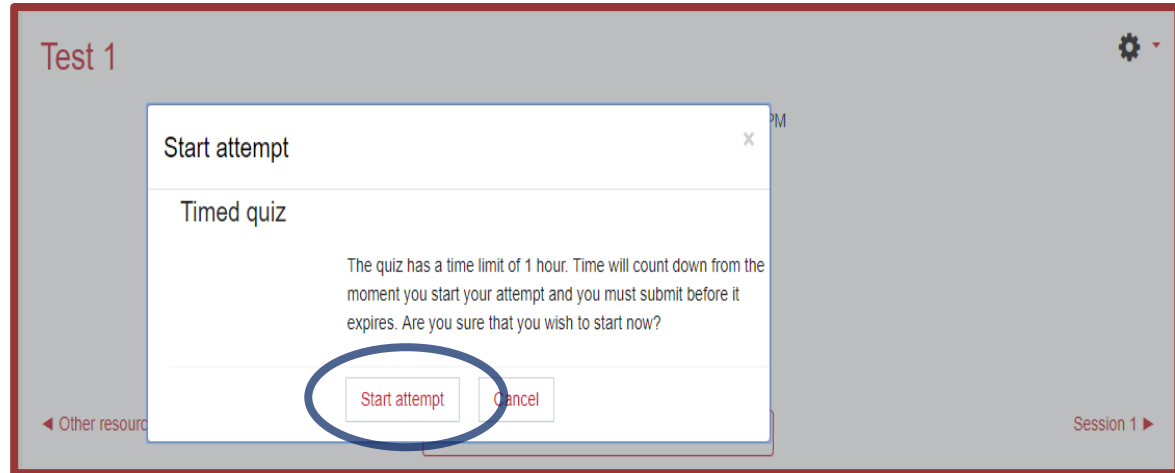 Test 1
PM
Start attempt
×
Timed quiz
The quiz has a time limit of 1 hour. Time will count down from the
moment you start your attempt and you must submit before it
expires. Are you sure that you wish to start now?
Start attempt Cancel
◀ Other resourc Session 1 ▶